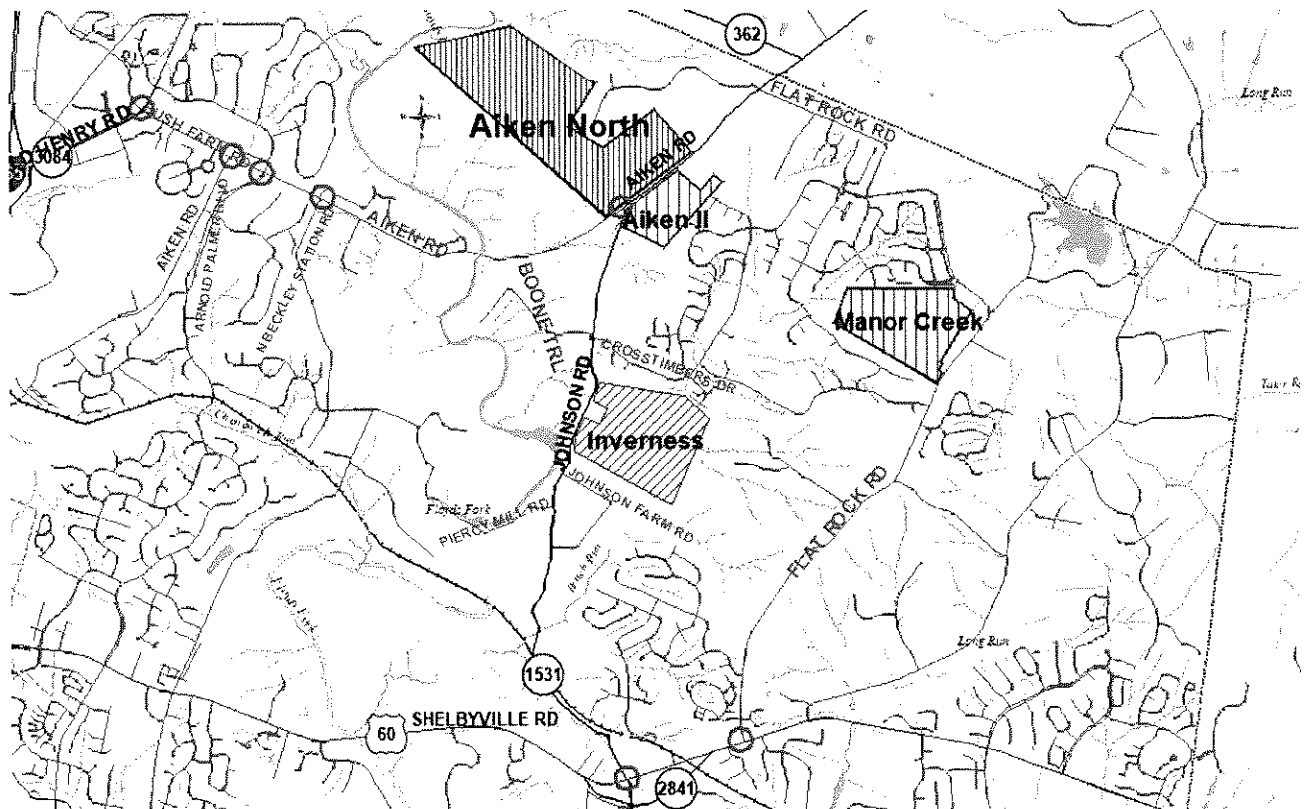 362
Long Run
FLAT ROCK RD
Aiken North
AIKEN RD
HENRY RD
3084
AIKEN RD
Aiken II
AIKEN RD
ARNOLD PALMER BLVD
N BECKLEY STATION RD
BOONE TRL
Manor Creek
CROSSTIMBERS DR
JOHNSON RD
Inverness
JOHNSON FARM RD
Floyds Fork
PIERCY MILL RD
FLAT ROCK RD
Long Run
1531
SHELBYVILLE RD
60
2841